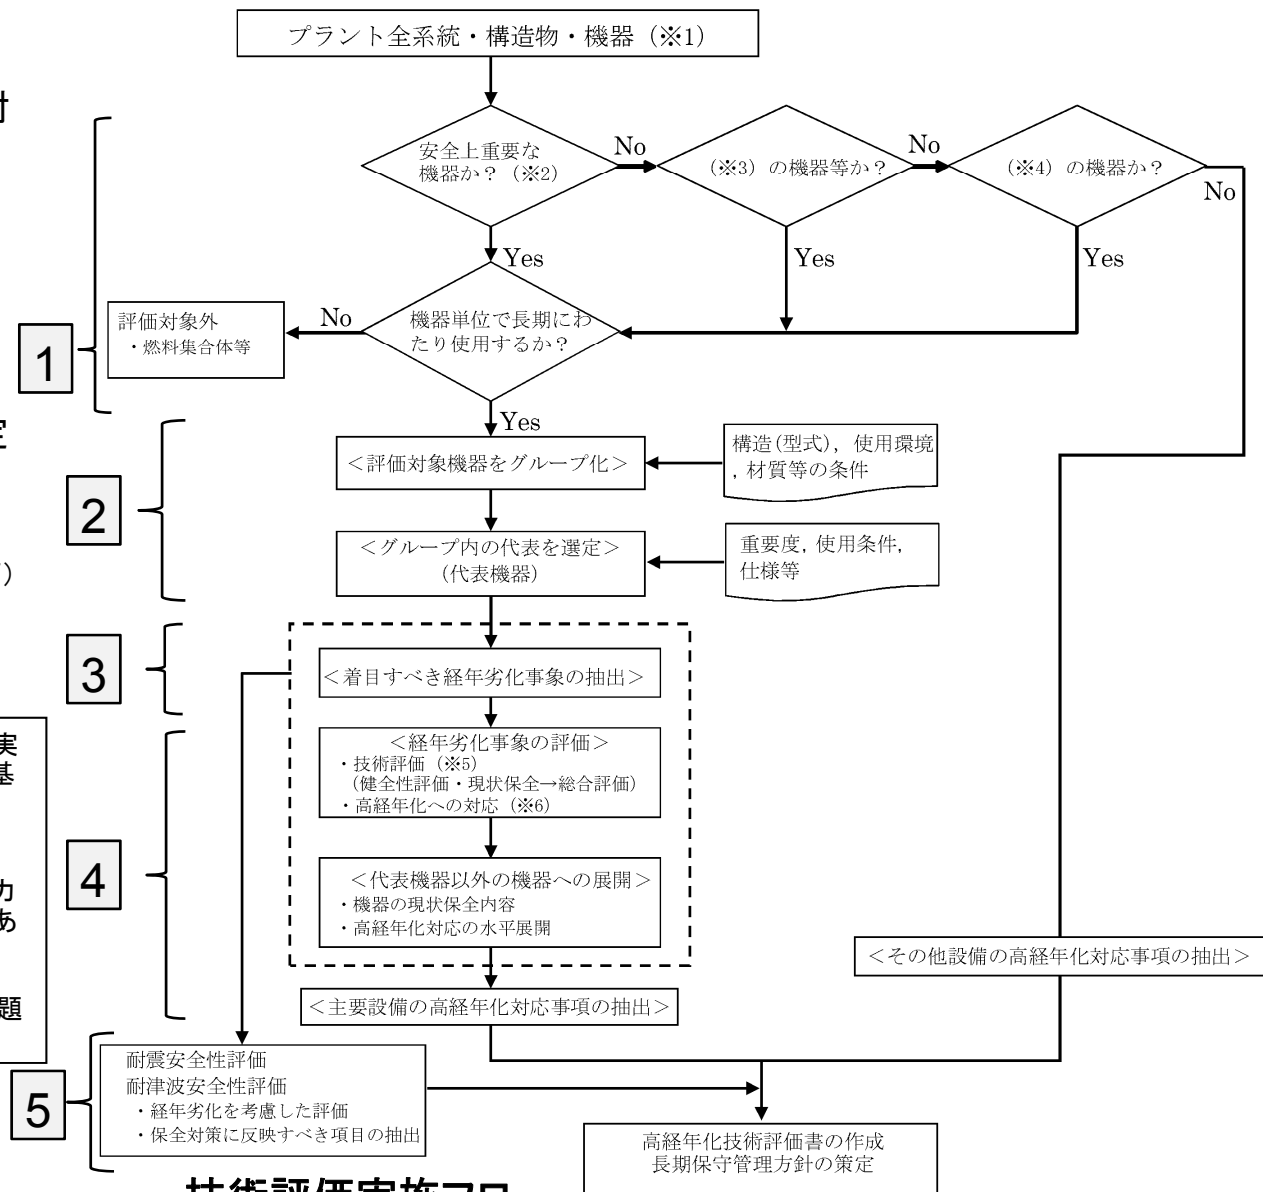 プラント全系統・構造物・機器（※1）
安全上重要な
機器か？（※2）
No
（※3）の機器等か？
No
（※4）の機器か？
No
Yes
Yes
Yes
機器単位で長期にわ
たり使用するか？
No
評価対象外
・燃料集合体等
1
Yes
＜評価対象機器をグループ化＞
構造(型式)，使用環境
，材質等の条件
2
＜グループ内の代表を選定＞
(代表機器)
重要度，使用条件，
仕様等
3
＜着目すべき経年劣化事象の抽出＞
＜経年劣化事象の評価＞
・技術評価（※5）
（健全性評価・現状保全→総合評価）
・高経年化への対応（※6）
4
＜代表機器以外の機器への展開＞
・機器の現状保全内容
・高経年化対応の水平展開
＜その他設備の高経年化対応事項の抽出＞
＜主要設備の高経年化対応事項の抽出＞
5
耐震安全性評価
耐津波安全性評価
・経年劣化を考慮した評価
・保全対策に反映すべき項目の抽出
高経年化技術評価書の作成
長期保守管理方針の策定
討
定
）
実
基
力
あ
題
技術評価実施フロー